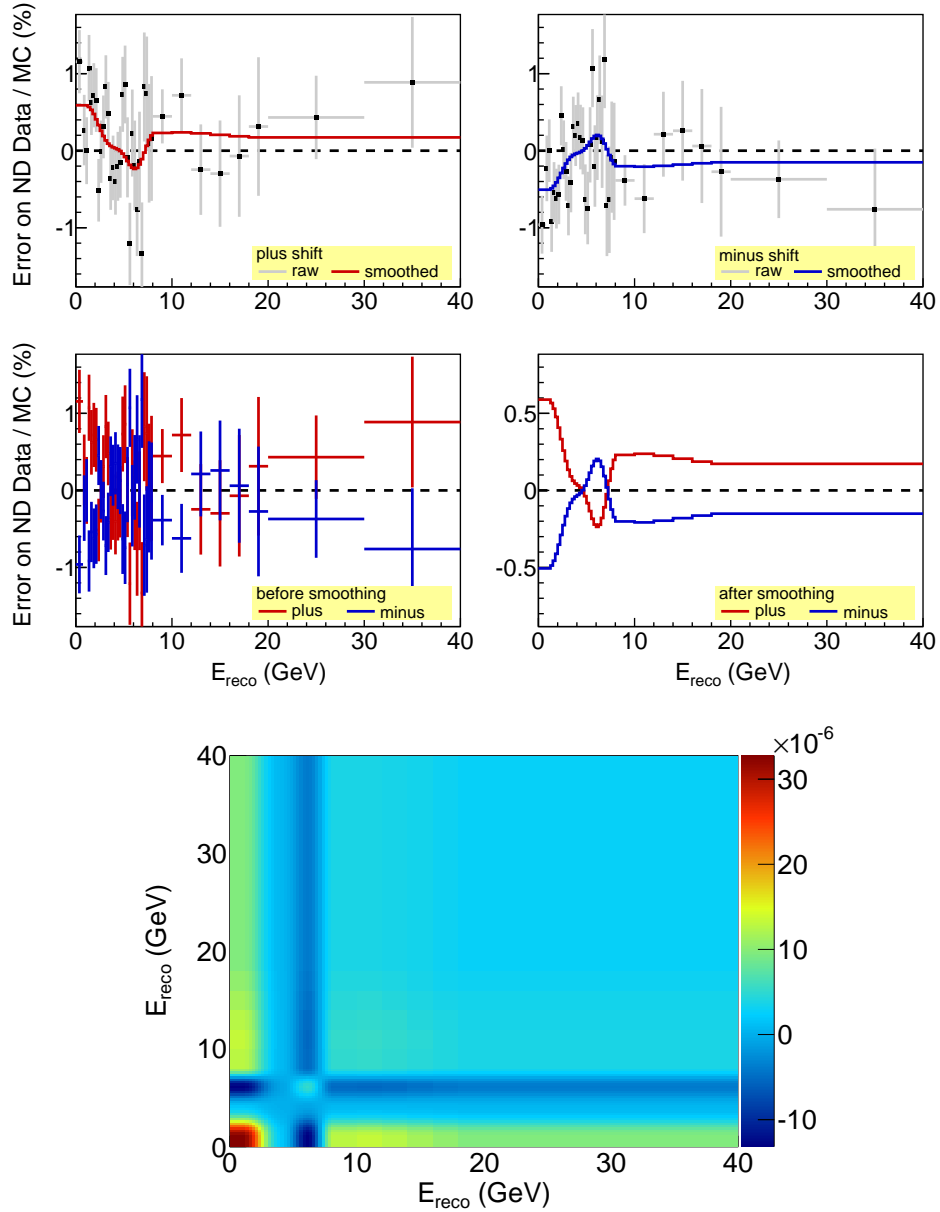 Error on ND Data / MC (%)
1
0
-1
plus shift
raw smoothed
0 10 20 30 40
1
0
-1
minus shift
raw smoothed
0 10 20 30 40
Error on ND Data / MC (%)
1
0
-1
before smoothing
plus minus
0 10 20 30 40
E_reco (GeV)
0.5
0
-0.5
after smoothing
plus minus
0 10 20 30 40
E_reco (GeV)
×10^-6
40
30
20
10
0
E_reco (GeV)
0 10 20 30 40
E_reco (GeV)
30
20
10
0
-10